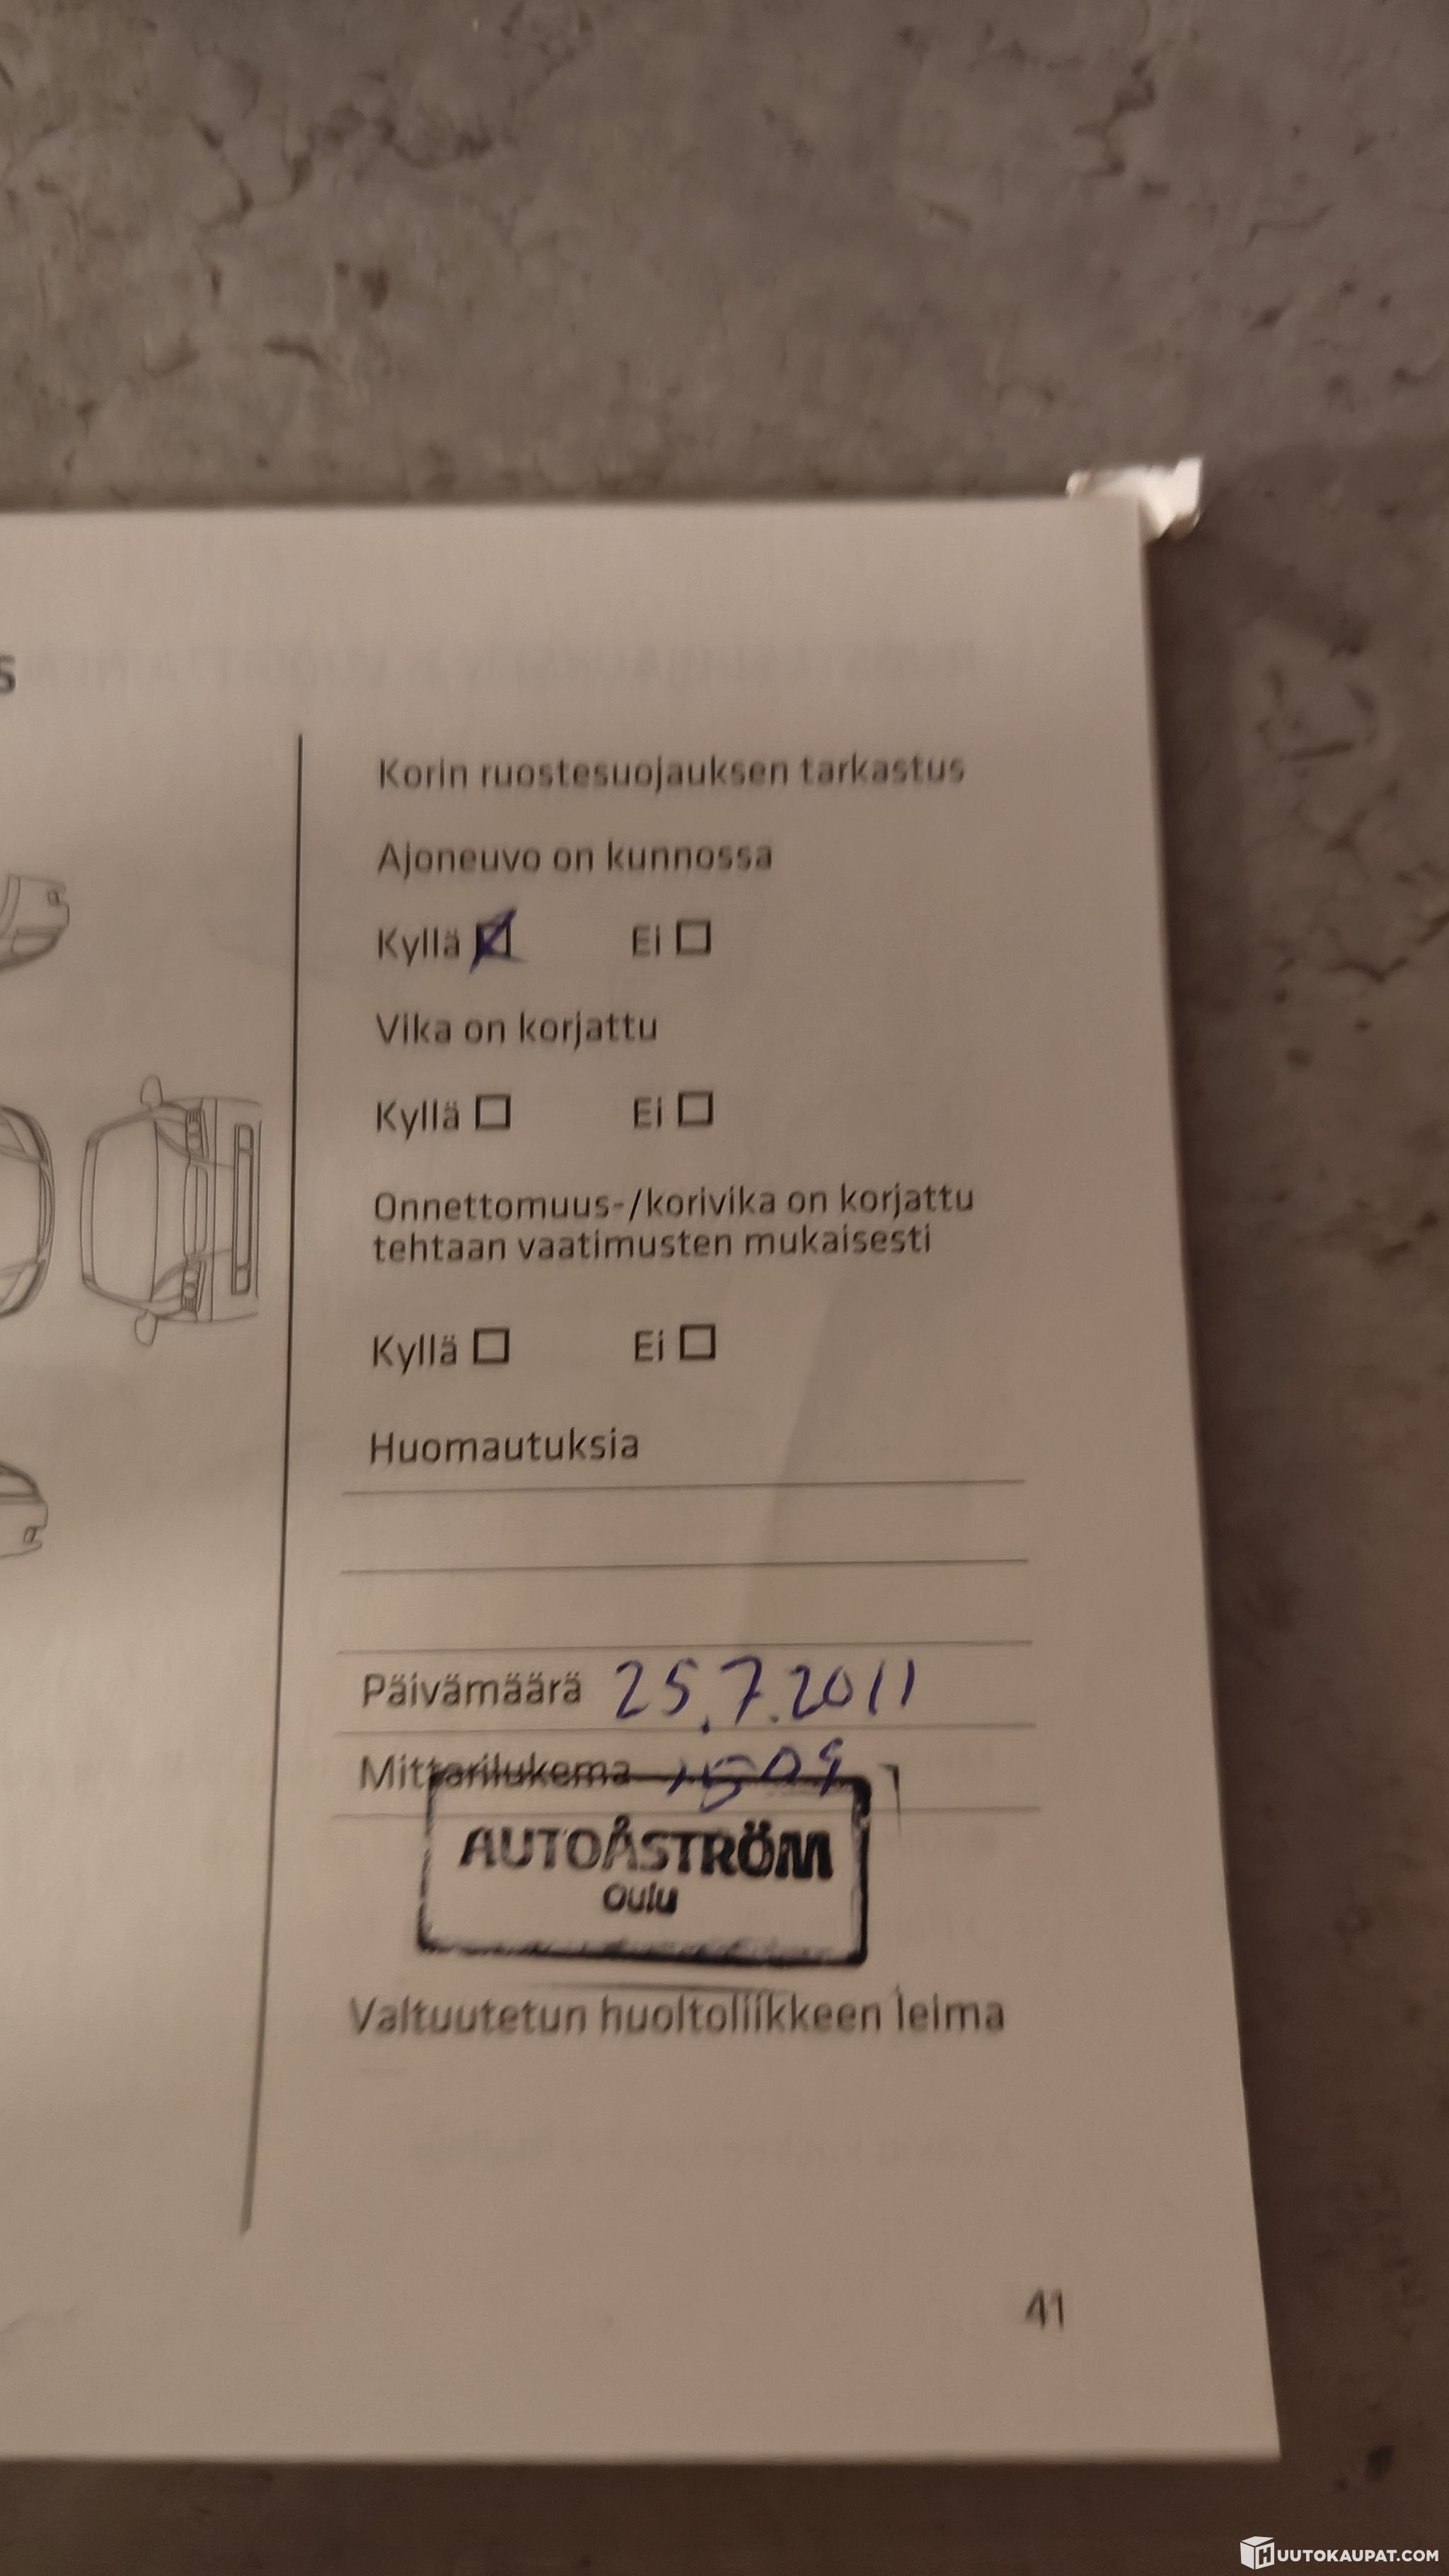 S
Korin ruostesuojauksen tarkastus
Ajoneuvo on kunnossa
Kyllä Ei
Vika on korjattu
Kyllä Ei
Onnettomuus-/korivika on korjattu
tehtaan vaatimusten mukaisesti
Kyllä Ei
Huomautuksia
Päivämäärä 25.7.2011
Mittarilukema
AUTOÅSTRÖM
Oulu
Valtuutetun huoltoliikkeen leima
41
HUUTOKAUPAT.COM